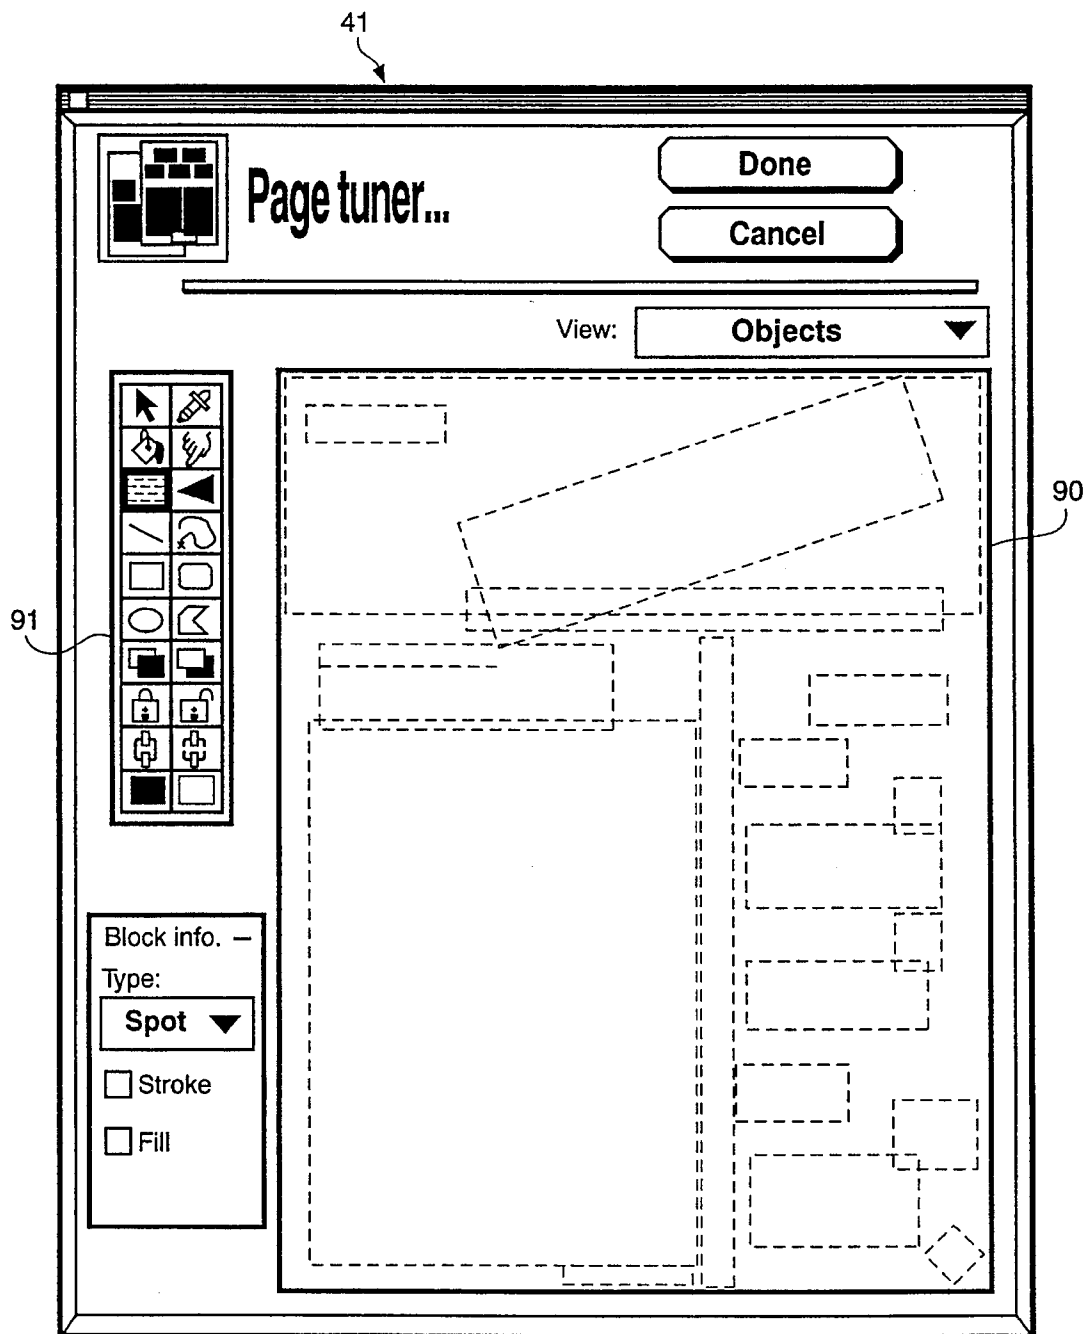 41
Page tuner...
Done
Cancel
View:
Objects
90
91
Block info. –
Type:
Spot
Stroke
Fill